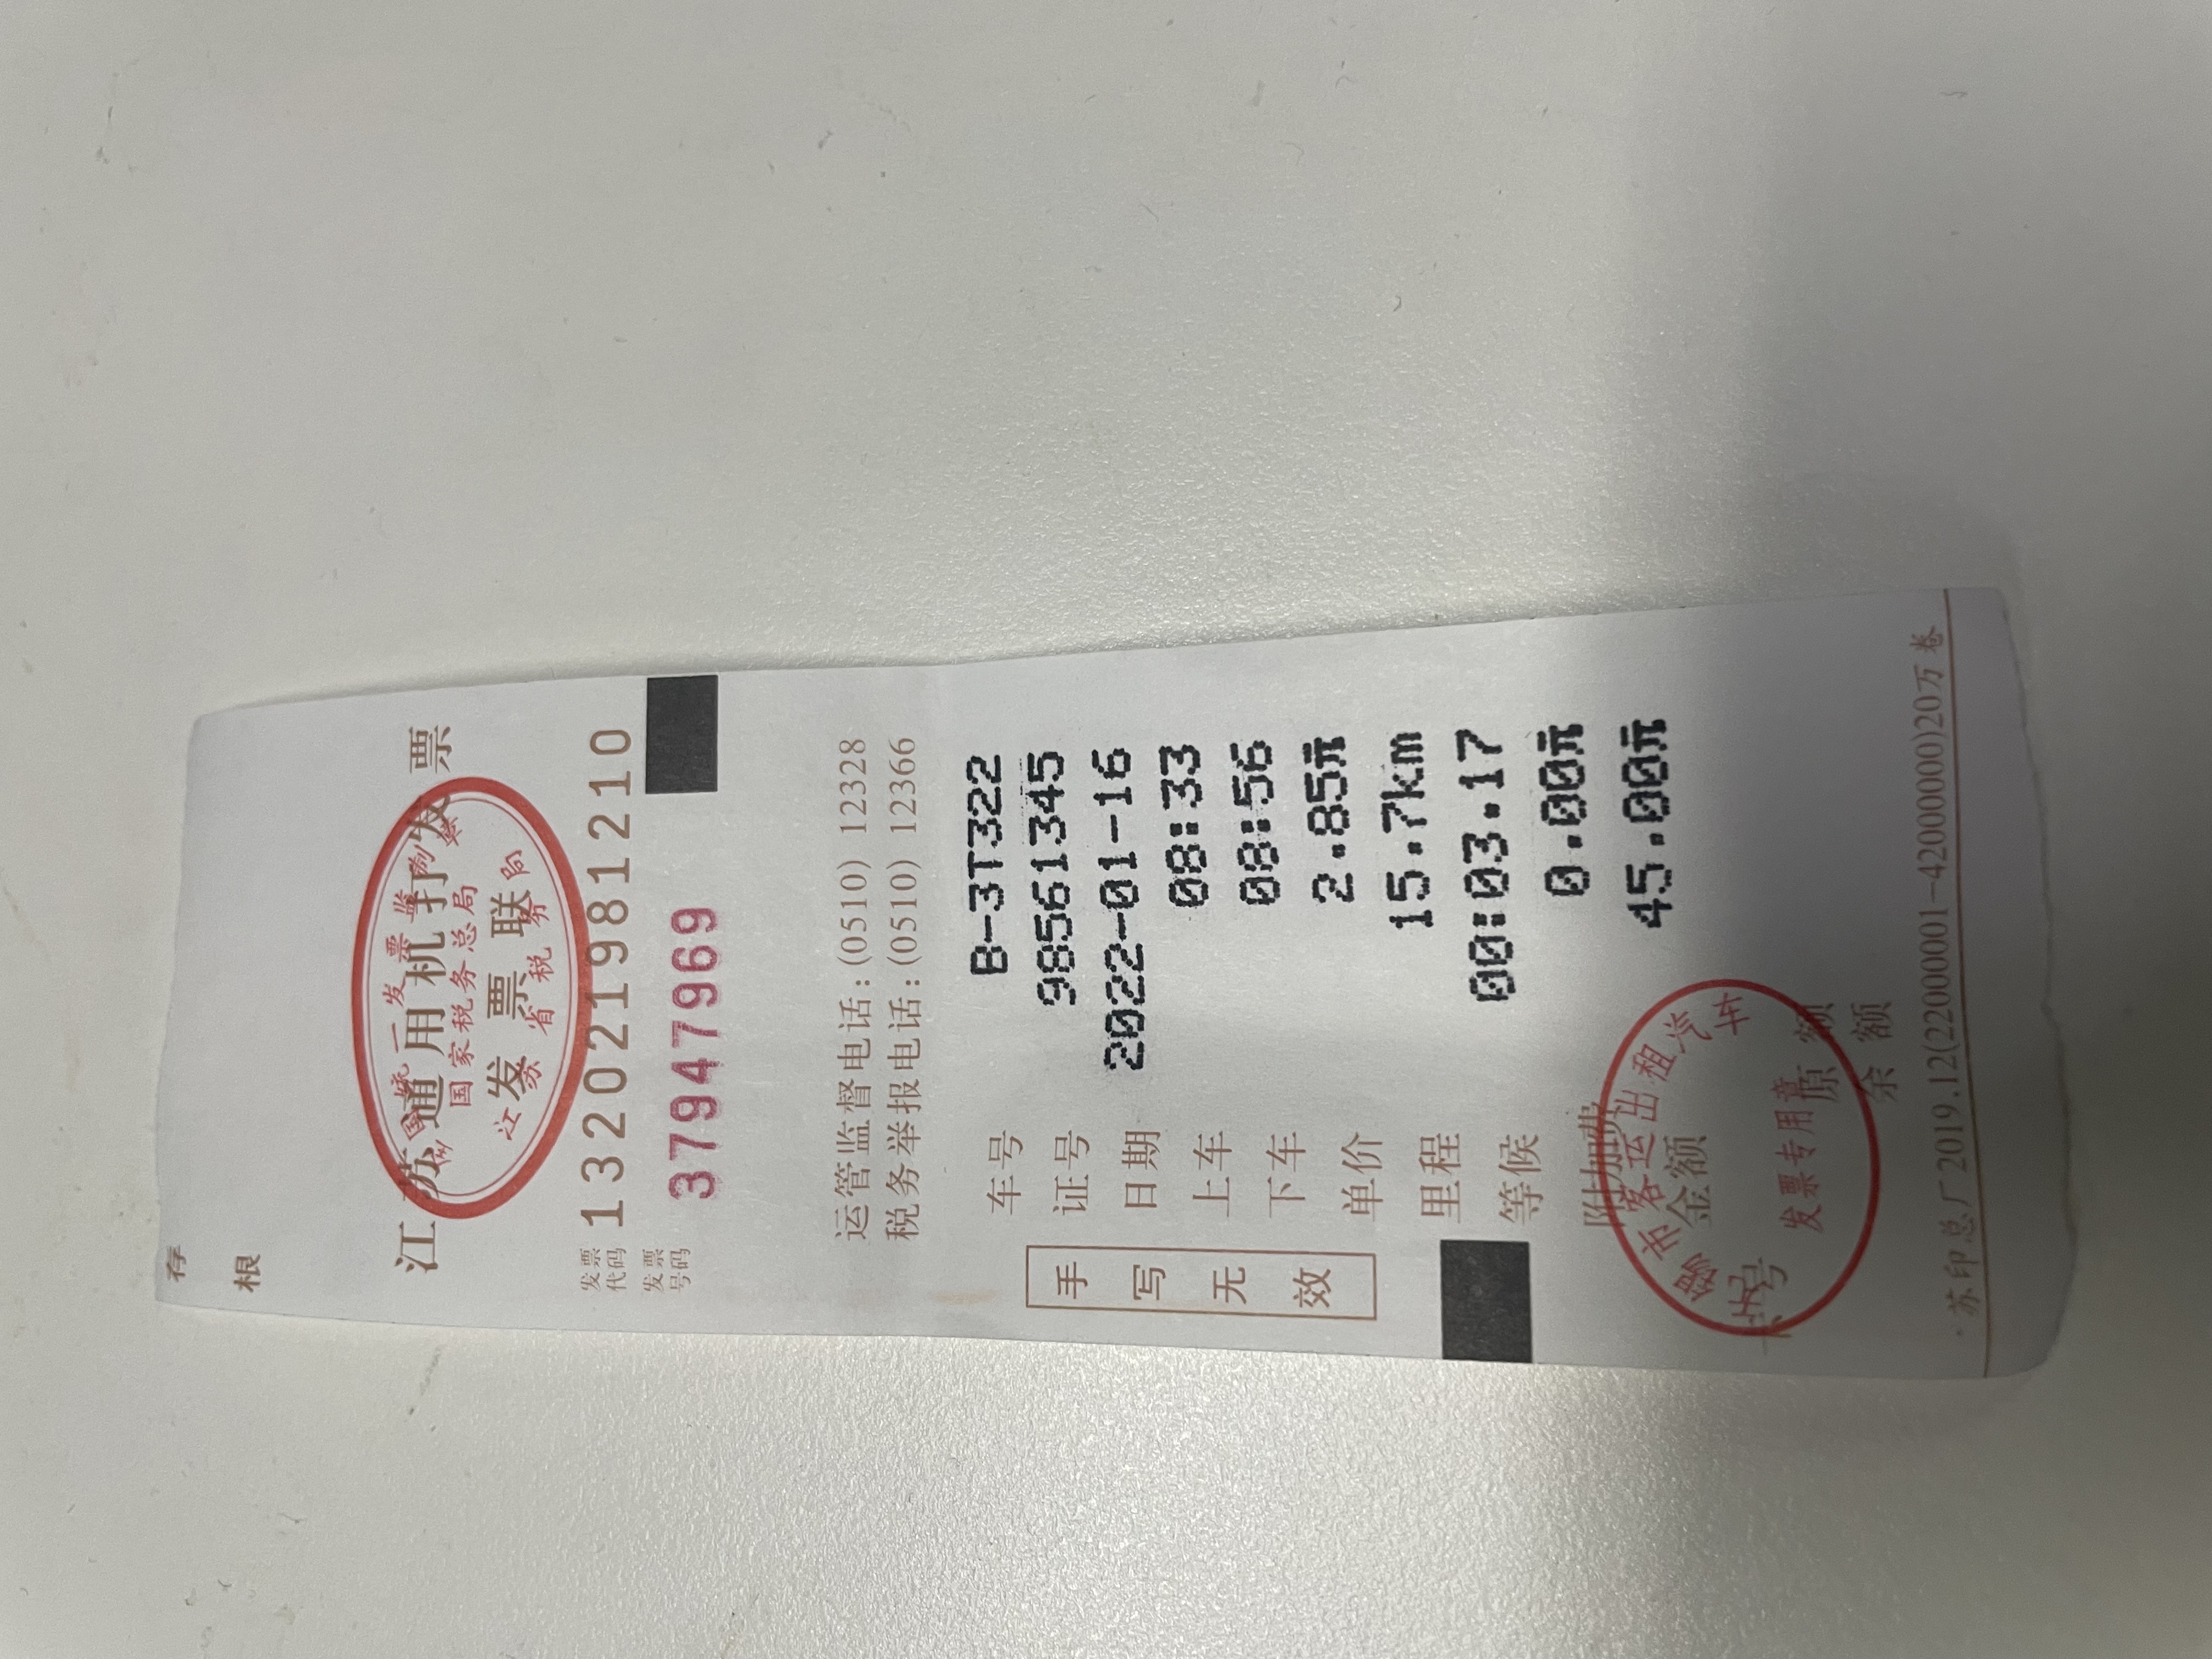 存
根
江苏通用机打发票
全国统一发票监制章
国家税务总局
发票联
江苏省税务局
发票代码 132021981210
发票号码 37947969
运管监督电话:(0510) 12328
税务举报电话:(0510) 12366
车号 B-3T322
证号 98561345
日期 2022-01-16
上车 08:33
下车 08:56
单价 2.85元
里程 15.7km
等候 00:03.17
附加费 0.00元
金额 45.00元
手写无效
无锡市客运出租汽车
发票专用章
卡号
原额
余额
·苏印总厂2019.12(22000001-42000000)20万卷